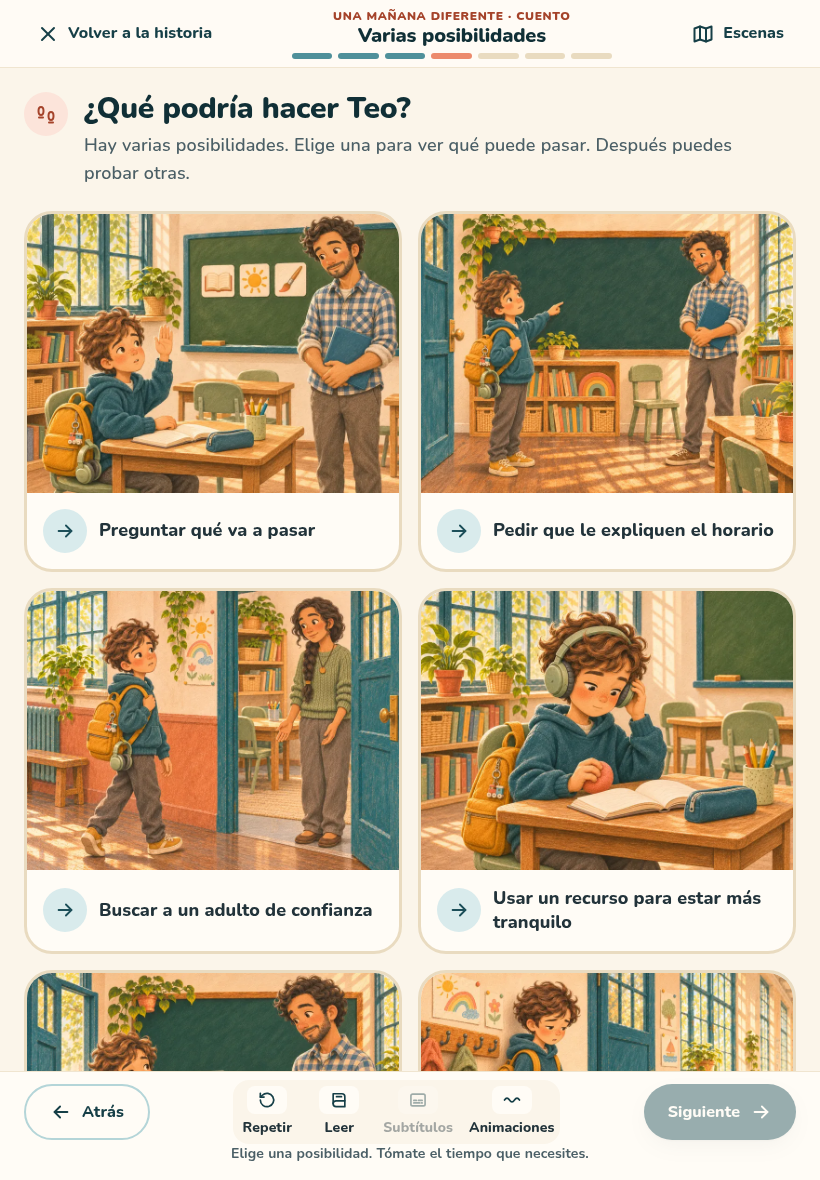 Volver a la historia
UNA MAÑANA DIFERENTE · CUENTO
Varias posibilidades
Escenas
¿Qué podría hacer Teo?
Hay varias posibilidades. Elige una para ver qué puede pasar. Después puedes
probar otras.
Preguntar qué va a pasar
Pedir que le expliquen el horario
Buscar a un adulto de confianza
Usar un recurso para estar más
tranquilo
Atrás
Repetir
Leer
Subtítulos
Animaciones
Siguiente
Elige una posibilidad. Tómate el tiempo que necesites.